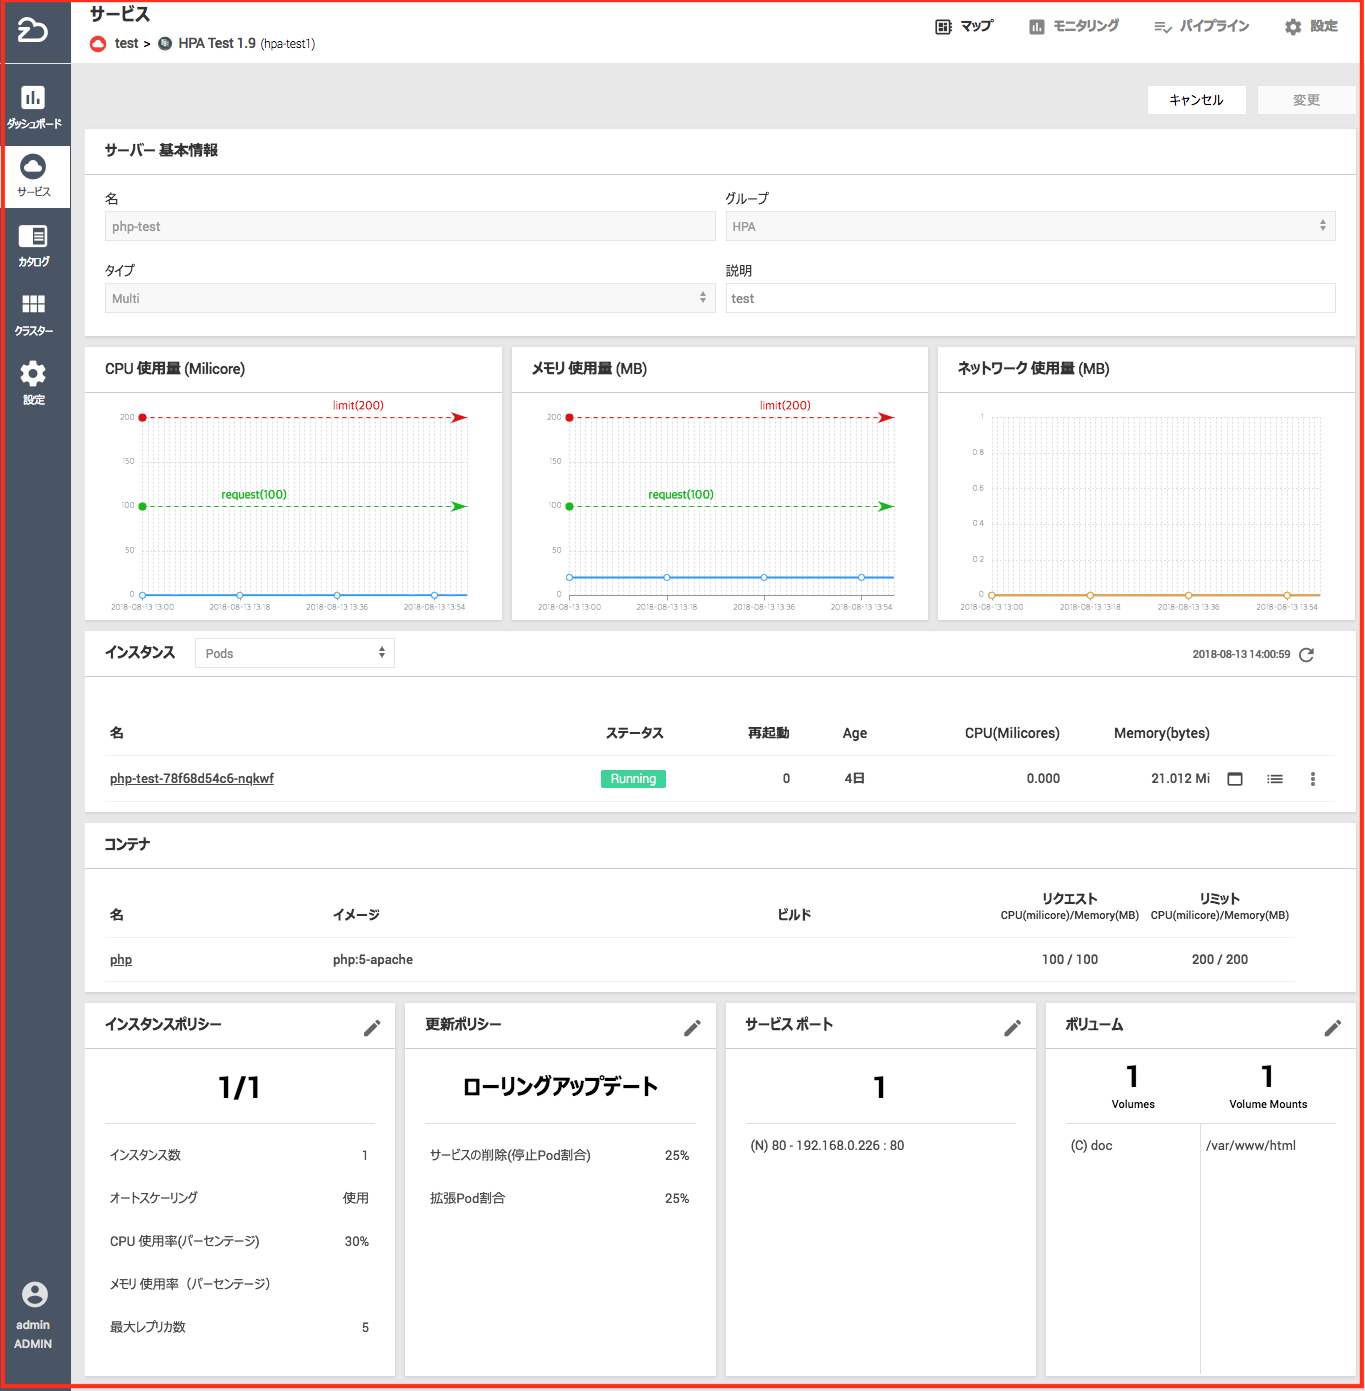 サービス
test > HPA Test 1.9 (hpa-test1)
マップ
モニタリング
パイプライン
設定
ダッシュボード
サービス
カタログ
クラスター
設定
admin
ADMIN
キャンセル
変更
サーバー 基本情報
名
php-test
グループ
HPA
タイプ
Multi
説明
test
CPU 使用量 (Milicore)
limit(200)
200
150
request(100)
100
50
0
2018-08-13 13:00 2018-08-13 13:18 2018-08-13 13:36 2018-08-13 13:54
メモリ 使用量 (MB)
limit(200)
200
150
request(100)
100
50
0
2018-08-13 13:00 2018-08-13 13:18 2018-08-13 13:36 2018-08-13 13:54
ネットワーク 使用量 (MB)
1
0.8
0.6
0.4
0.2
0
2018-08-13 13:00 2018-08-13 13:18 2018-08-13 13:36 2018-08-13 13:54
インスタンス Pods 2018-08-13 14:00:59
名 ステータス 再起動 Age CPU(Milicores) Memory(bytes)
php-test-78f68d54c6-nqkwf Running 0 4日 0.000 21.012 Mi
コンテナ
名 イメージ ビルド リクエスト リミット
CPU(milicore)/Memory(MB) CPU(milicore)/Memory(MB)
php php:5-apache 100 / 100 200 / 200
インスタンスポリシー
1/1
インスタンス数 1
オートスケーリング 使用
CPU 使用率(パーセンテージ) 30%
メモリ 使用率（パーセンテージ）
最大レプリカ数 5
更新ポリシー
ローリングアップデート
サービスの削除(停止Pod割合) 25%
拡張Pod割合 25%
サービス ポート
1
(N) 80 - 192.168.0.226 : 80
ボリューム
1 1
Volumes Volume Mounts
(C) doc /var/www/html